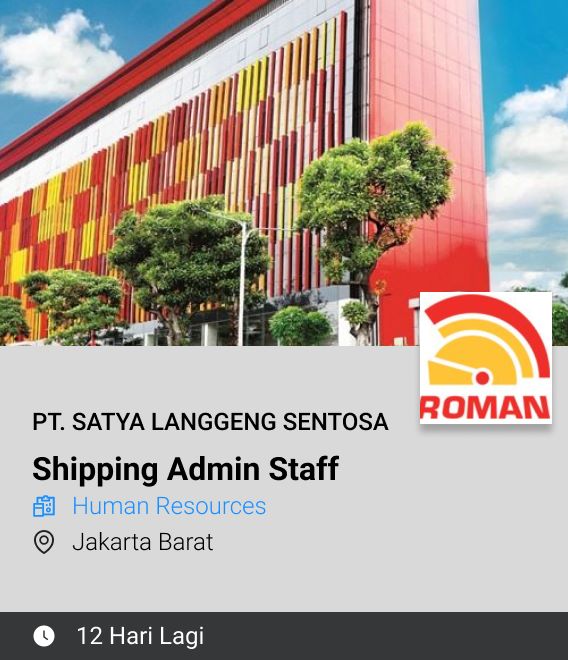 ROMAN
PT. SATYA LANGGENG SENTOSA
Shipping Admin Staff
Human Resources
Jakarta Barat
12 Hari Lagi